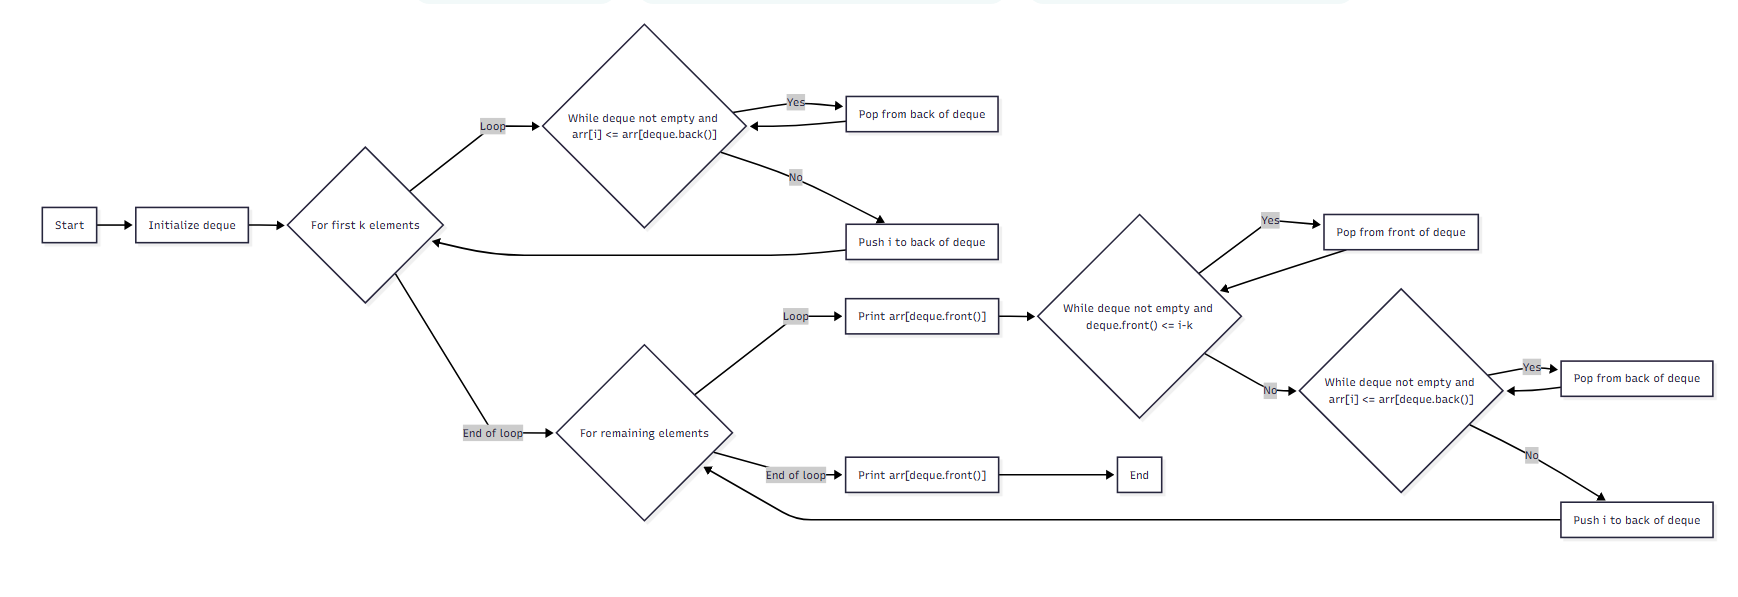 Start
Initialize deque
For first k elements
Loop
While deque not empty and
arr[i] <= arr[deque.back()]
Yes
Pop from back of deque
No
Push i to back of deque
End of loop
For remaining elements
Loop
Print arr[deque.front()]
While deque not empty and
deque.front() <= i-k
Yes
Pop from front of deque
No
While deque not empty and
arr[i] <= arr[deque.back()]
Yes
Pop from back of deque
No
Push i to back of deque
End of loop
Print arr[deque.front()]
End